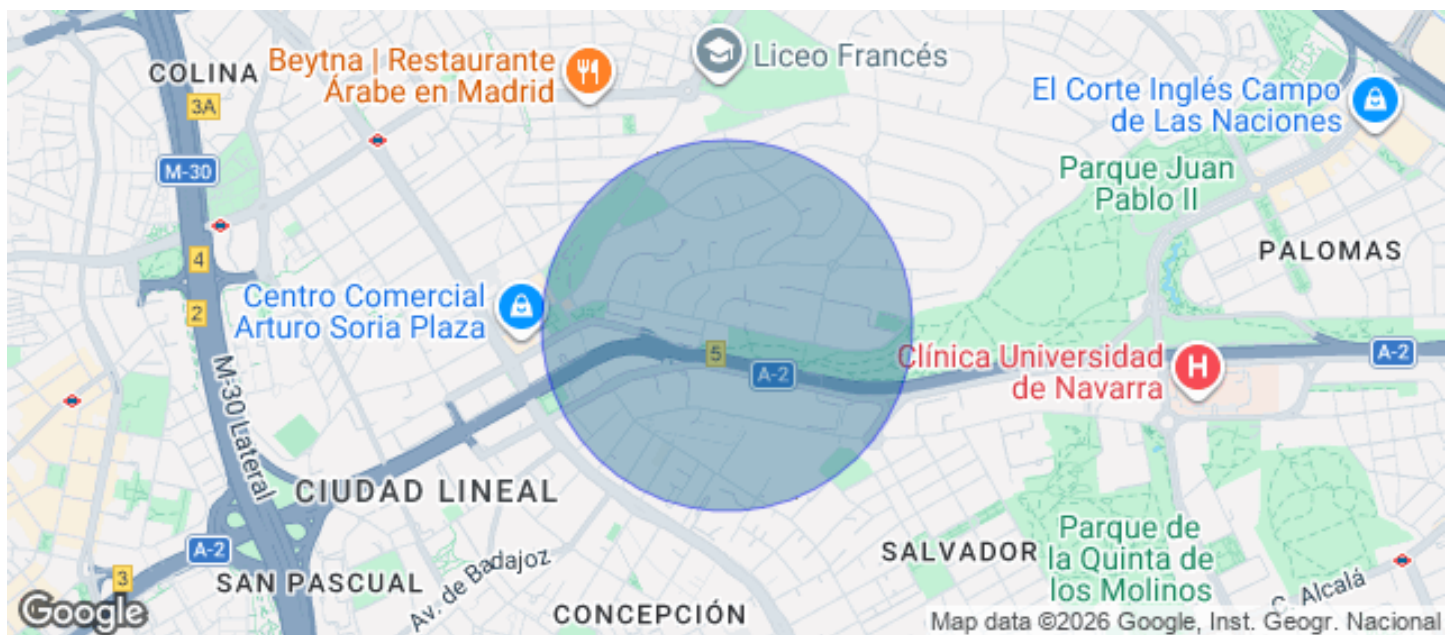 COLINA
3A
M-30
4
2
M-30 Lateral
Beytna | Restaurante
Árabe en Madrid
Liceo Francés
El Corte Inglés Campo
de Las Naciones
Parque Juan
Pablo II
PALOMAS
Centro Comercial
Arturo Soria Plaza
5
A-2
A-2
Clínica Universidad
de Navarra
H
CIUDAD LINEAL
A-2
3
SAN PASCUAL
Av. de Badajoz
CONCEPCIÓN
SALVADOR
Parque de
la Quinta de
los Molinos
C. Alcalá
Google
Map data ©2026 Google, Inst. Geogr. Nacional